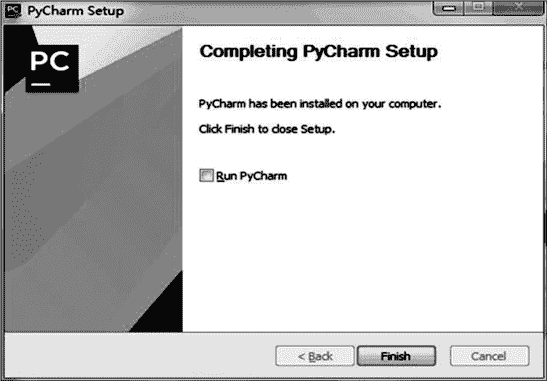 PyCharm Setup
PC
Completing PyCharm Setup
PyCharm has been installed on your computer.
Click Finish to close Setup.
Run PyCharm
< Back
Finish
Cancel